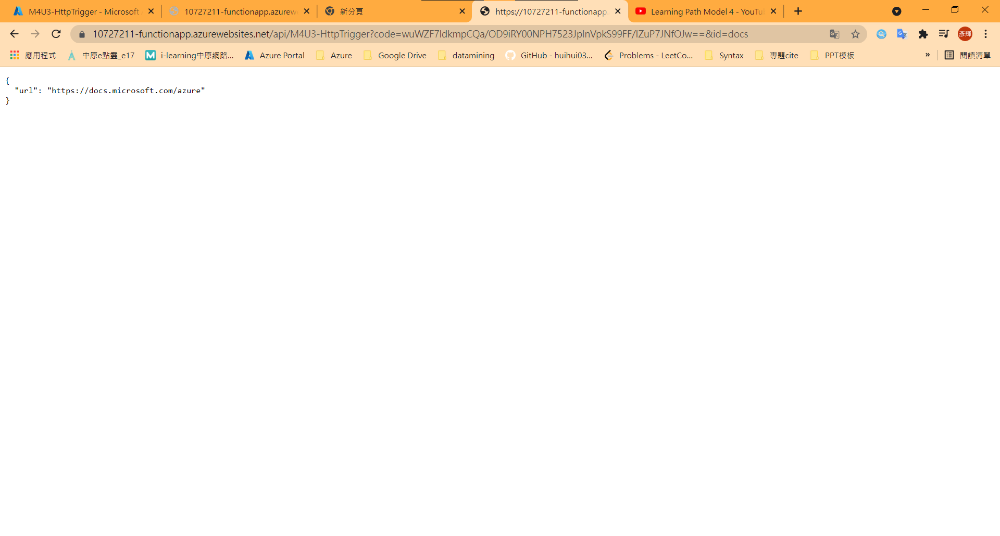 M4U3-HttpTrigger - Microsoft
10727211-functionapp.azurewe
新分頁
https://10727211-functionapp.
Learning Path Model 4 - YouTu
10727211-functionapp.azurewebsites.net/api/M4U3-HttpTrigger?code=wuWZF7ldkmpCQa/OD9iRY00NPH7523JpInVpkS99FF/IZuP7JNfOJw==&id=docs
彥輝
應用程式
中原e點靈_e17
i-learning中原網路...
Azure Portal
Azure
Google Drive
datamining
GitHub - huihui03...
Problems - LeetCo...
Syntax
專題cite
PPT模板
»
閱讀清單
{
"url": "https://docs.microsoft.com/azure"
}